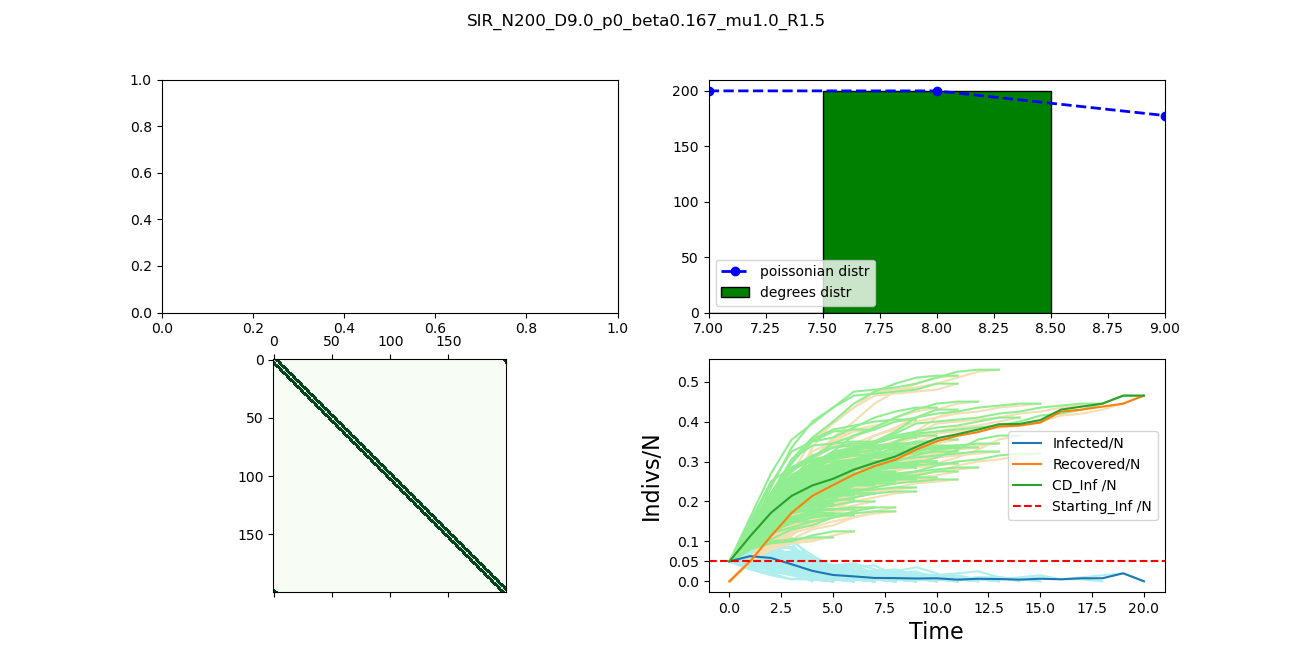 SIR_N200_D9.0_p0_beta0.167_mu1.0_R1.5
1.0
0.8
0.6
0.4
0.2
0.0
0.0 0.2 0.4 0.6 0.8 1.0
200
150
100
50
0
poissonian distr
degrees distr
7.00 7.25 7.50 7.75 8.00 8.25 8.50 8.75 9.00
0 50 100 150
0
50
100
150
Indivs/N
0.5
0.4
0.3
0.2
0.1
0.05
0.0
Infected/N
Recovered/N
CD_Inf /N
Starting_Inf /N
0.0 2.5 5.0 7.5 10.0 12.5 15.0 17.5 20.0
Time